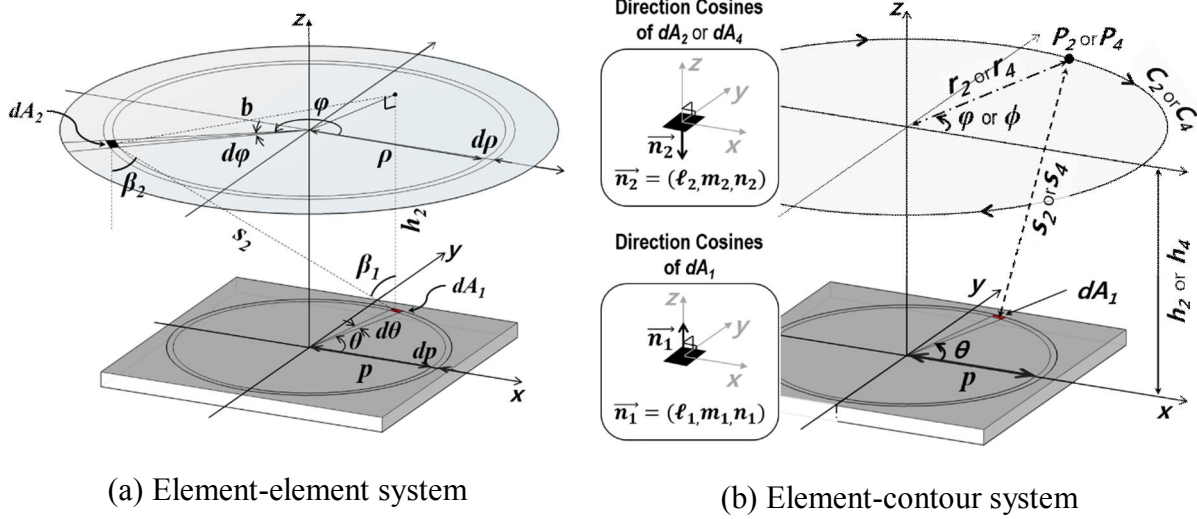 z
b
φ
dA₂
dφ
ρ
dρ
β₂
h₂
s₂
y
β₁
dA₁
dθ
θ
dp
p
x
(a) Element-element system
Direction Cosines
of dA₂ or dA₄
z
y
x
n₂
n₂ = (ℓ₂,m₂,n₂)
Direction Cosines
of dA₁
z
y
x
n₁
n₁ = (ℓ₁,m₁,n₁)
z
P₂ or P₄
r₂ or r₄
C₂ or C₄
φ or ϕ
s₂ or s₄
h₂ or h₄
y
dA₁
θ
p
x
(b) Element-contour system